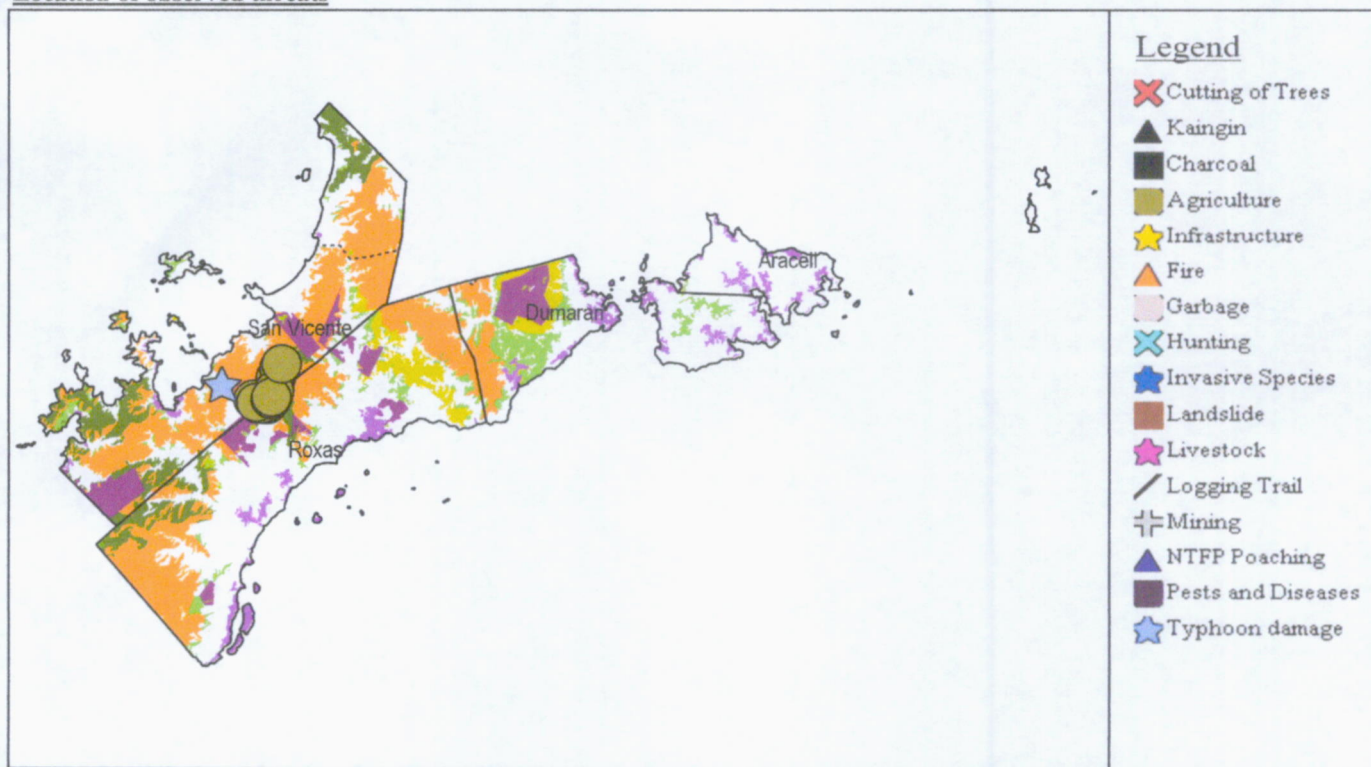 Legend
Cutting of Trees
Kaingin
Charcoal
Agriculture
Infrastructure
Fire
Garbage
Hunting
Invasive Species
Landslide
Livestock
Logging Trail
Mining
NTFP Poaching
Pests and Diseases
Typhoon damage
Araceli
Dumaran
San Vicente
Roxas